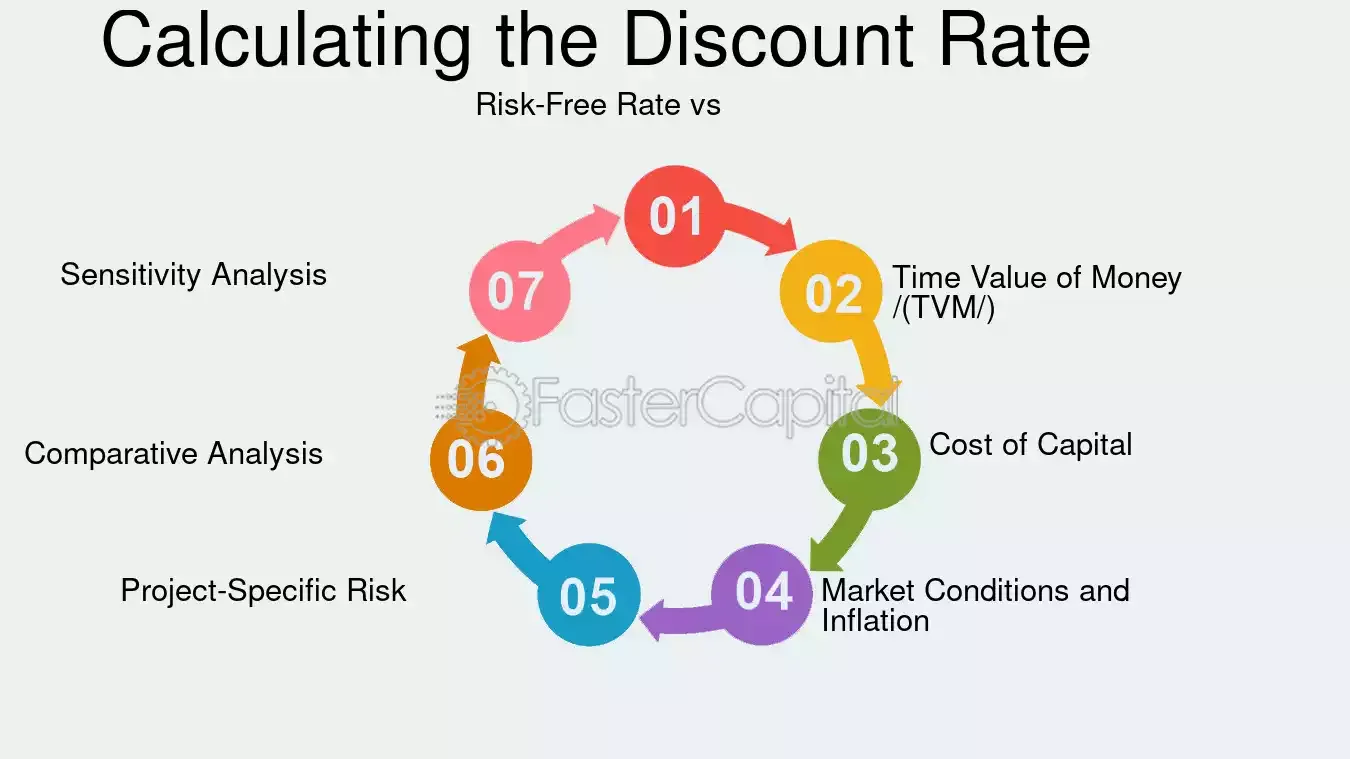 Calculating the Discount Rate
Risk-Free Rate vs
01
02
Time Value of Money
/(TVM/)
03
Cost of Capital
04
Market Conditions and
Inflation
05
Project-Specific Risk
06
Comparative Analysis
07
Sensitivity Analysis
FasterCapital